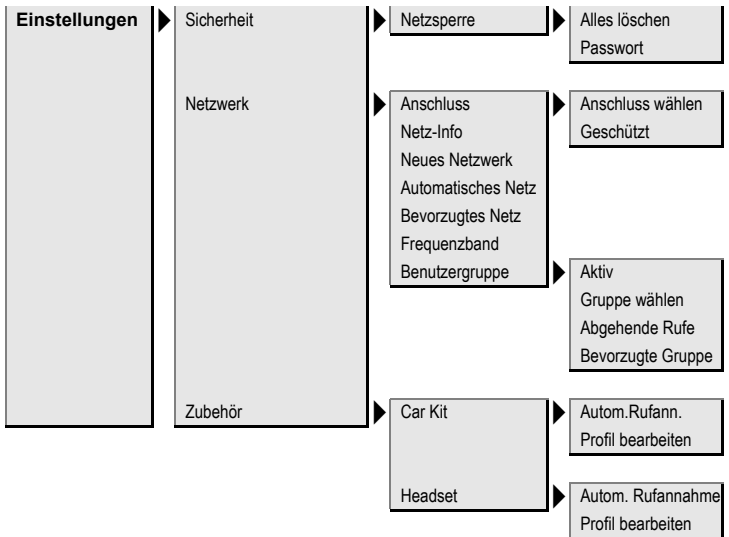 Einstellungen
Sicherheit
Netzsperre
Alles löschen
Passwort
Netzwerk
Anschluss
Anschluss wählen
Geschützt
Netz-Info
Neues Netzwerk
Automatisches Netz
Bevorzugtes Netz
Frequenzband
Benutzergruppe
Aktiv
Gruppe wählen
Abgehende Rufe
Bevorzugte Gruppe
Zubehör
Car Kit
Autom.Rufann.
Profil bearbeiten
Headset
Autom. Rufannahme
Profil bearbeiten